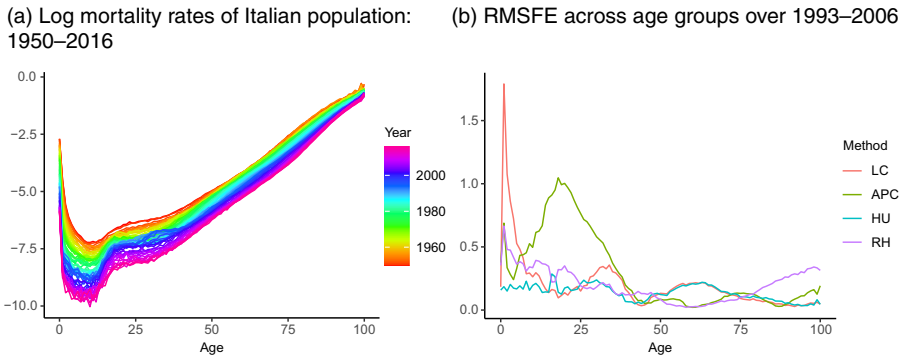 (a) Log mortality rates of Italian population:
1950–2016
0.0
−2.5
−5.0
−7.5
−10.0
0
25
50
75
100
Age
Year
2000
1980
1960
(b) RMSFE across age groups over 1993–2006
1.5
1.0
0.5
0.0
0
25
50
75
100
Age
Method
LC
APC
HU
RH